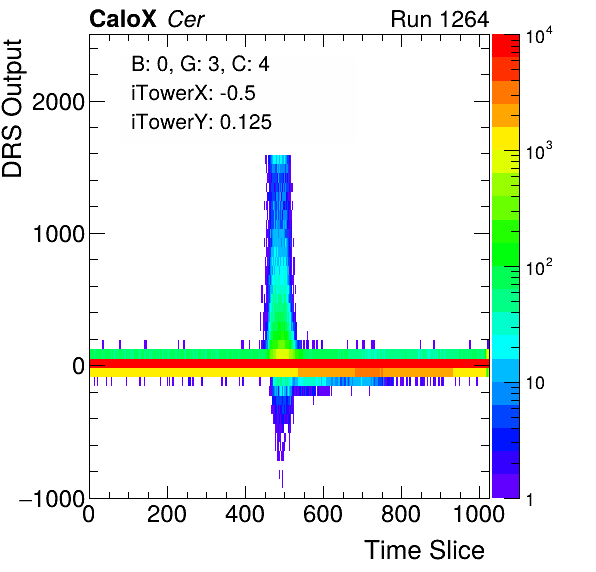 CaloX Cer
Run 1264
DRS Output
B: 0, G: 3, C: 4
iTowerX: -0.5
iTowerY: 0.125
2000
1000
0
−1000
0 200 400 600 800 1000
Time Slice
10⁴
10³
10²
10
1